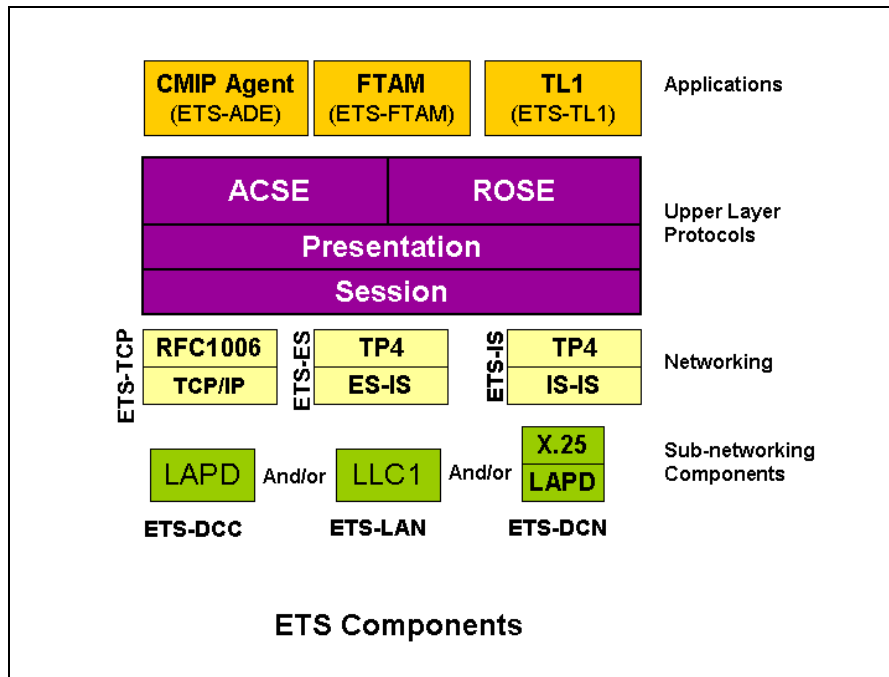 CMIP Agent
(ETS-ADE)
FTAM
(ETS-FTAM)
TL1
(ETS-TL1)
Applications
ACSE
ROSE
Presentation
Session
Upper Layer
Protocols
ETS-TCP
RFC1006
TCP/IP
ETS-ES
TP4
ES-IS
ETS-IS
TP4
IS-IS
Networking
LAPD
And/or
LLC1
And/or
X.25
LAPD
Sub-networking
Components
ETS-DCC
ETS-LAN
ETS-DCN
ETS Components